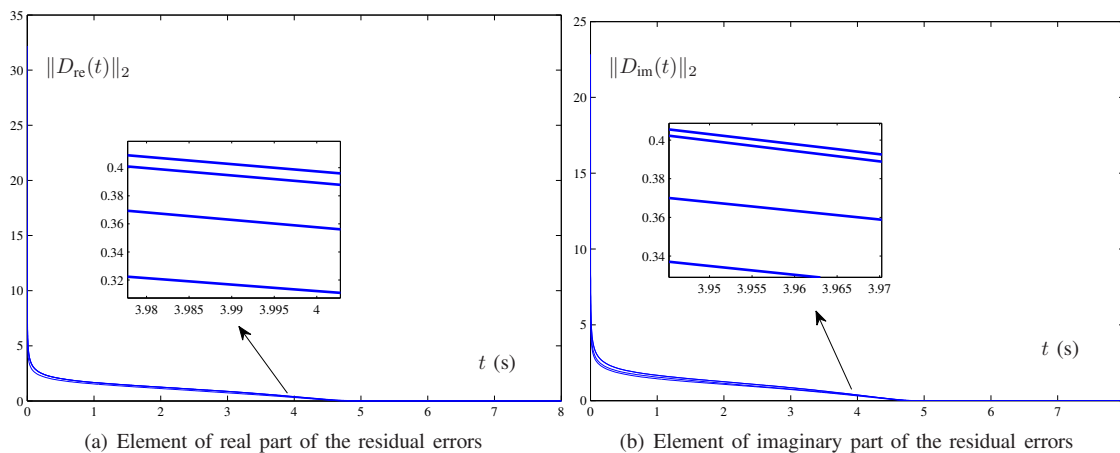 35
30
25
20
15
10
5
0
‖D_re(t)‖_2
0.4
0.38
0.36
0.34
0.32
3.98 3.985 3.99 3.995 4
t (s)
0 1 2 3 4 5 6 7 8
(a) Element of real part of the residual errors
25
20
15
10
5
0
‖D_im(t)‖_2
0.4
0.38
0.36
0.34
3.95 3.955 3.96 3.965 3.97
t (s)
0 1 2 3 4 5 6 7
(b) Element of imaginary part of the residual errors